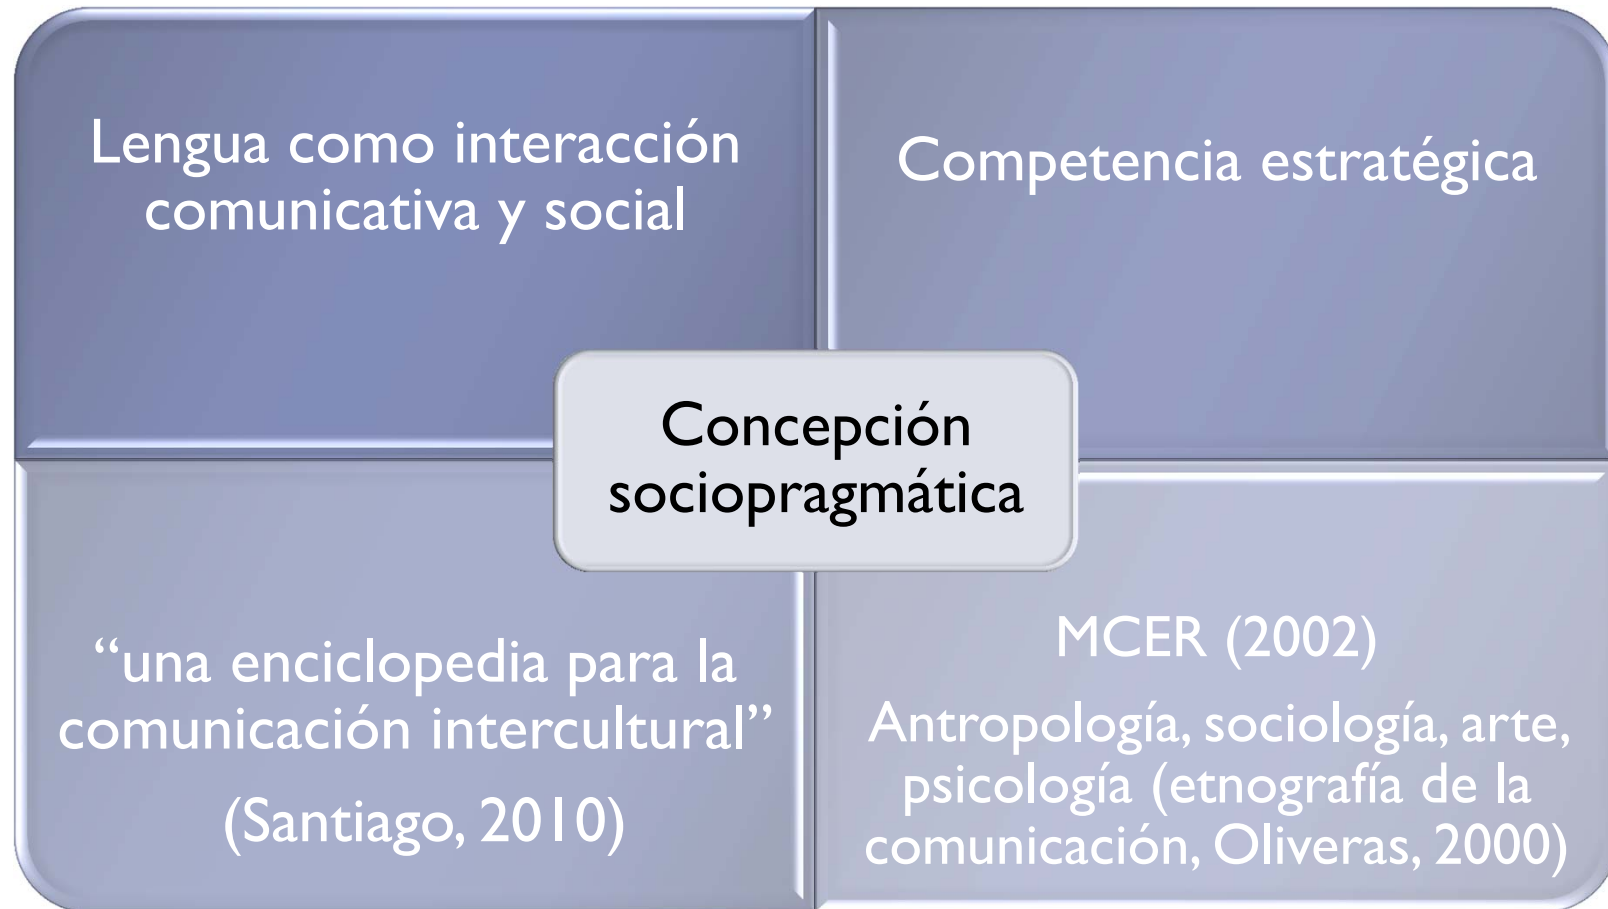 Lengua como interacción
comunicativa y social
Competencia estratégica
Concepción
sociopragmática
“una enciclopedia para la
comunicación intercultural”
(Santiago, 2010)
MCER (2002)
Antropología, sociología, arte,
psicología (etnografía de la
comunicación, Oliveras, 2000)